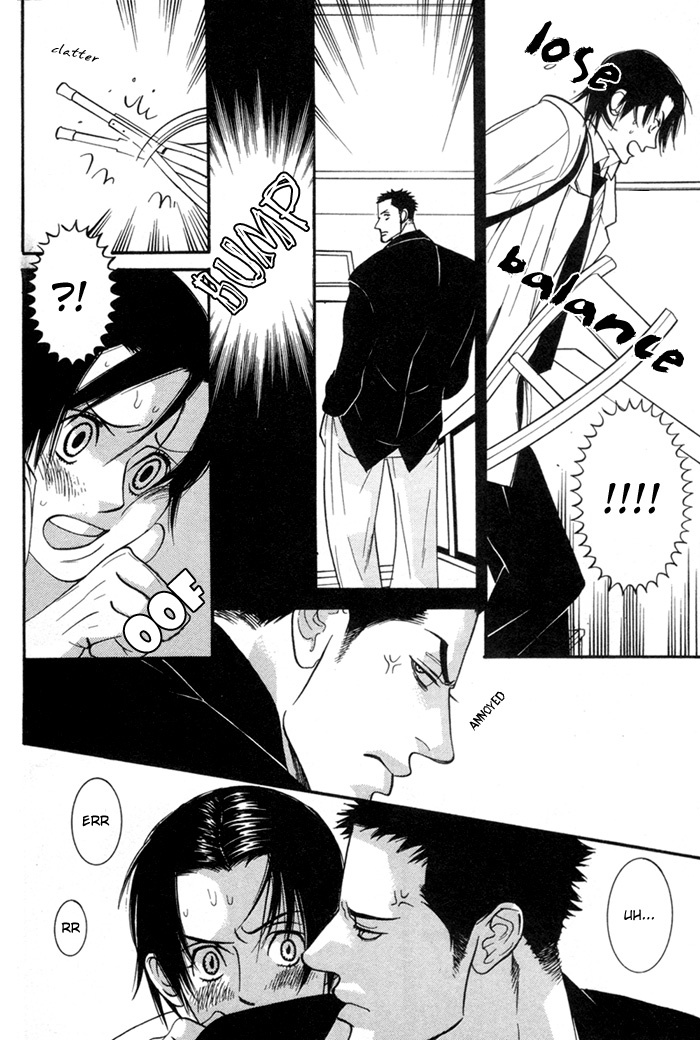 lose
balance
!!!!
BUMP
clatter
?!
OOF
ANNOYED
UH...
ERR
RR